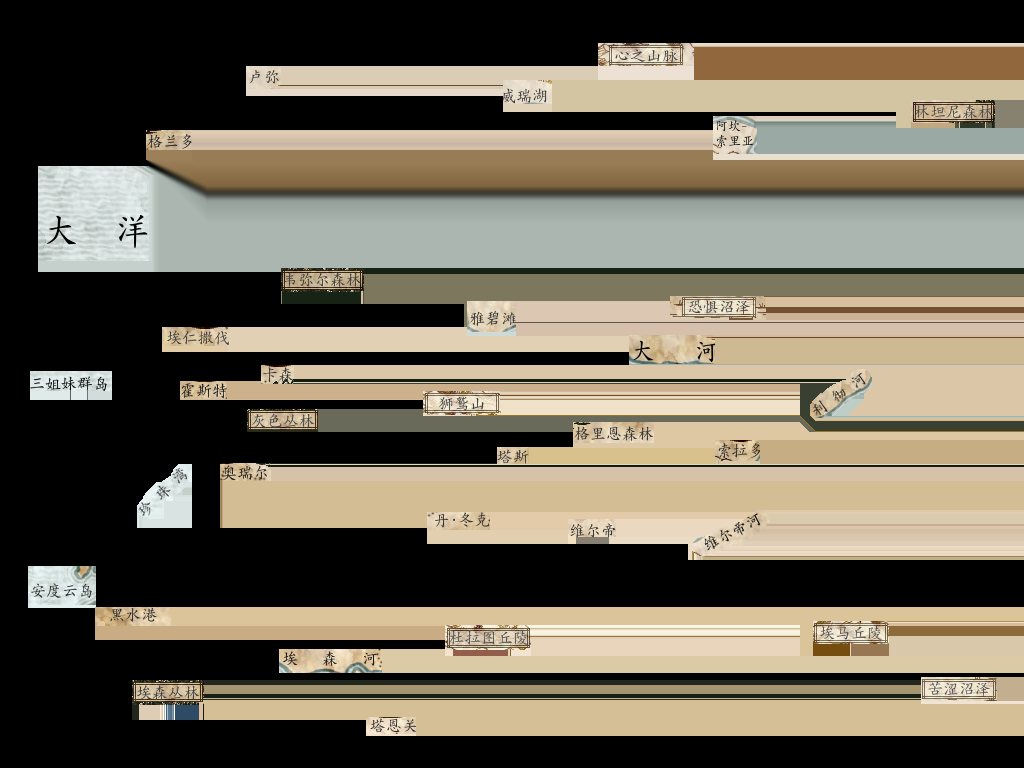 心之山脉
卢弥
威瑞湖
林坦尼森林
阿坎-
索里亚
格兰多
大 洋
韦弥尔森林
恐惧沼泽
雅碧滩
埃仁撒伐
大 河
卡森
三姐妹群岛
霍斯特
利彻河
狮鹫山
灰色丛林
格里恩森林
索拉多
塔斯
奥瑞尔
珍珠湾
丹·冬克
维尔帝
维尔帝河
安度云岛
黑水港
杜拉图丘陵
埃马丘陵
埃 森 河
埃森丛林
苦涩沼泽
塔恩关